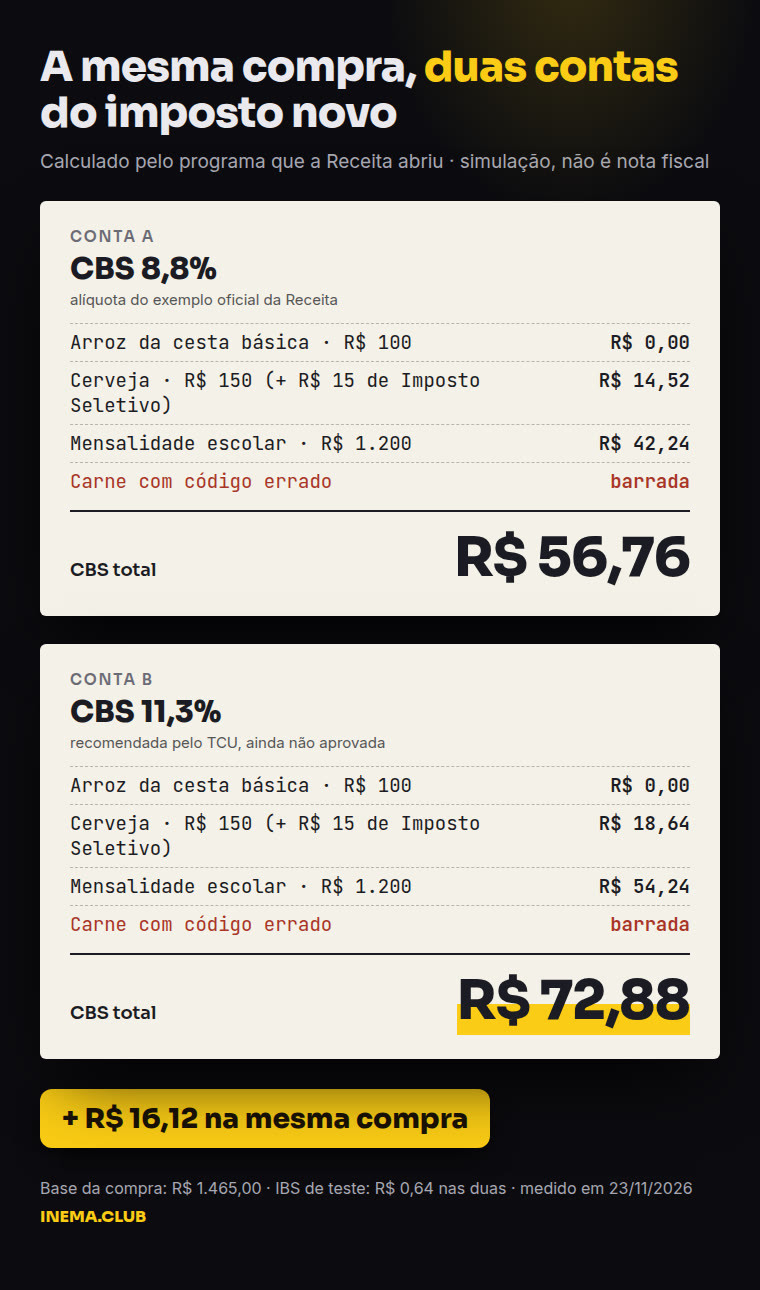 A mesma compra, duas contas
do imposto novo
Calculado pelo programa que a Receita abriu · simulação, não é nota fiscal
CONTA A
CBS 8,8%
alíquota do exemplo oficial da Receita
Arroz da cesta básica · R$ 100 R$ 0,00
Cerveja · R$ 150 (+ R$ 15 de Imposto R$ 14,52
Seletivo)
Mensalidade escolar · R$ 1.200 R$ 42,24
Carne com código errado barrada
CBS total R$ 56,76
CONTA B
CBS 11,3%
recomendada pelo TCU, ainda não aprovada
Arroz da cesta básica · R$ 100 R$ 0,00
Cerveja · R$ 150 (+ R$ 15 de Imposto R$ 18,64
Seletivo)
Mensalidade escolar · R$ 1.200 R$ 54,24
Carne com código errado barrada
CBS total R$ 72,88
+ R$ 16,12 na mesma compra
Base da compra: R$ 1.465,00 · IBS de teste: R$ 0,64 nas duas · medido em 23/11/2026
INEMA.CLUB